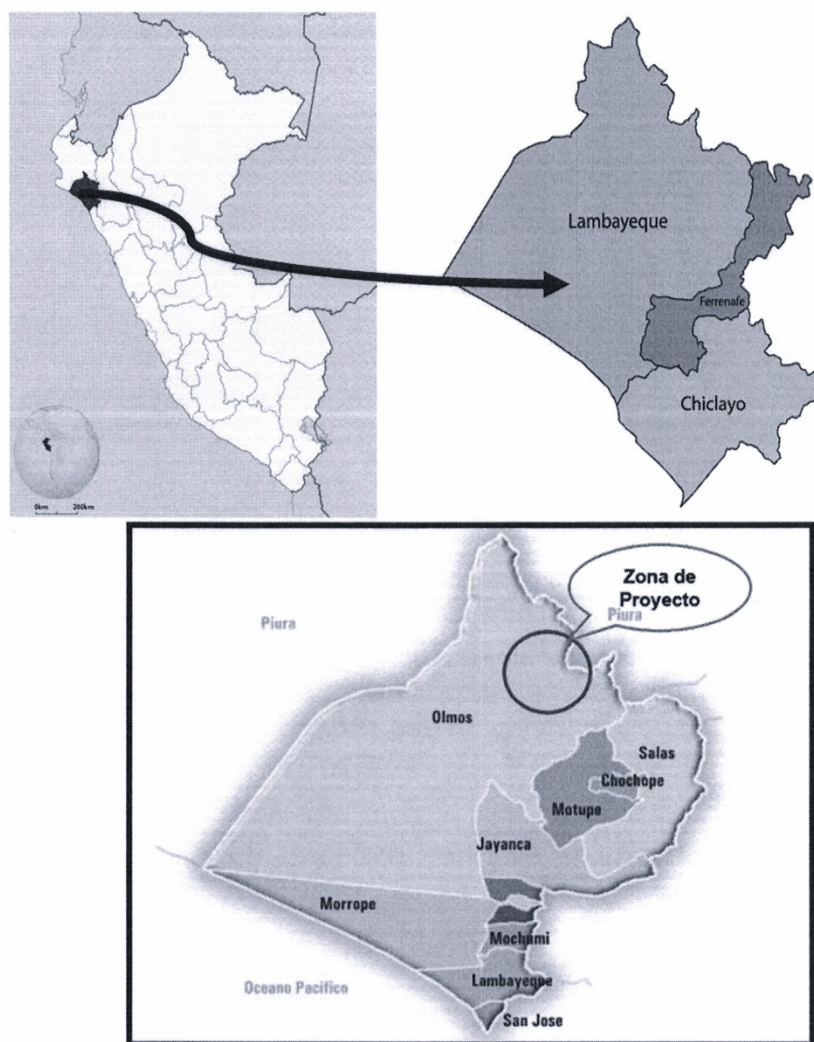 Lambayeque
Ferrenafe
Chiclayo
0km 200km
Zona de
Proyecto
Piura
Piura
Olmos
Salas
Chochope
Motupe
Jayanca
Morrope
Mochumi
Oceano Pacifico
Lambayeque
San Jose